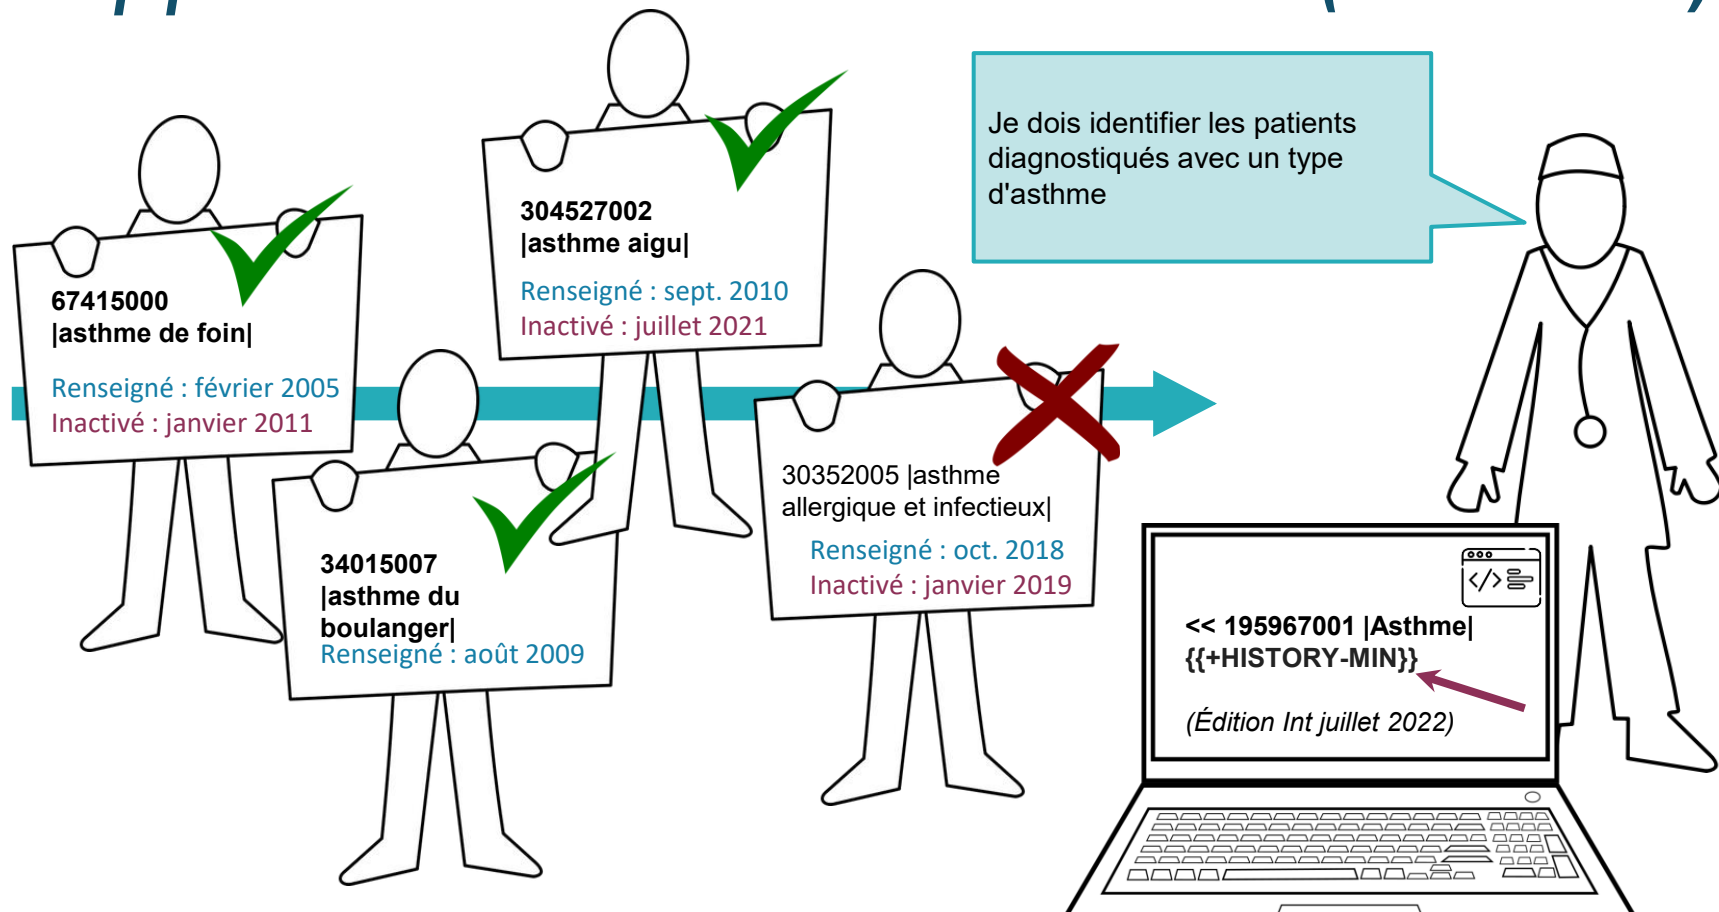 Je dois identifier les patients
diagnostiqués avec un type
d'asthme
304527002
|asthme aigu|
Renseigné : sept. 2010
Inactivé : juillet 2021
67415000
|asthme de foin|
Renseigné : février 2005
Inactivé : janvier 2011
30352005 |asthme
allergique et infectieux|
Renseigné : oct. 2018
Inactivé : janvier 2019
34015007
|asthme du
boulanger|
Renseigné : août 2009
</>
<< 195967001 |Asthme|
{{+HISTORY-MIN}}
(Édition Int juillet 2022)